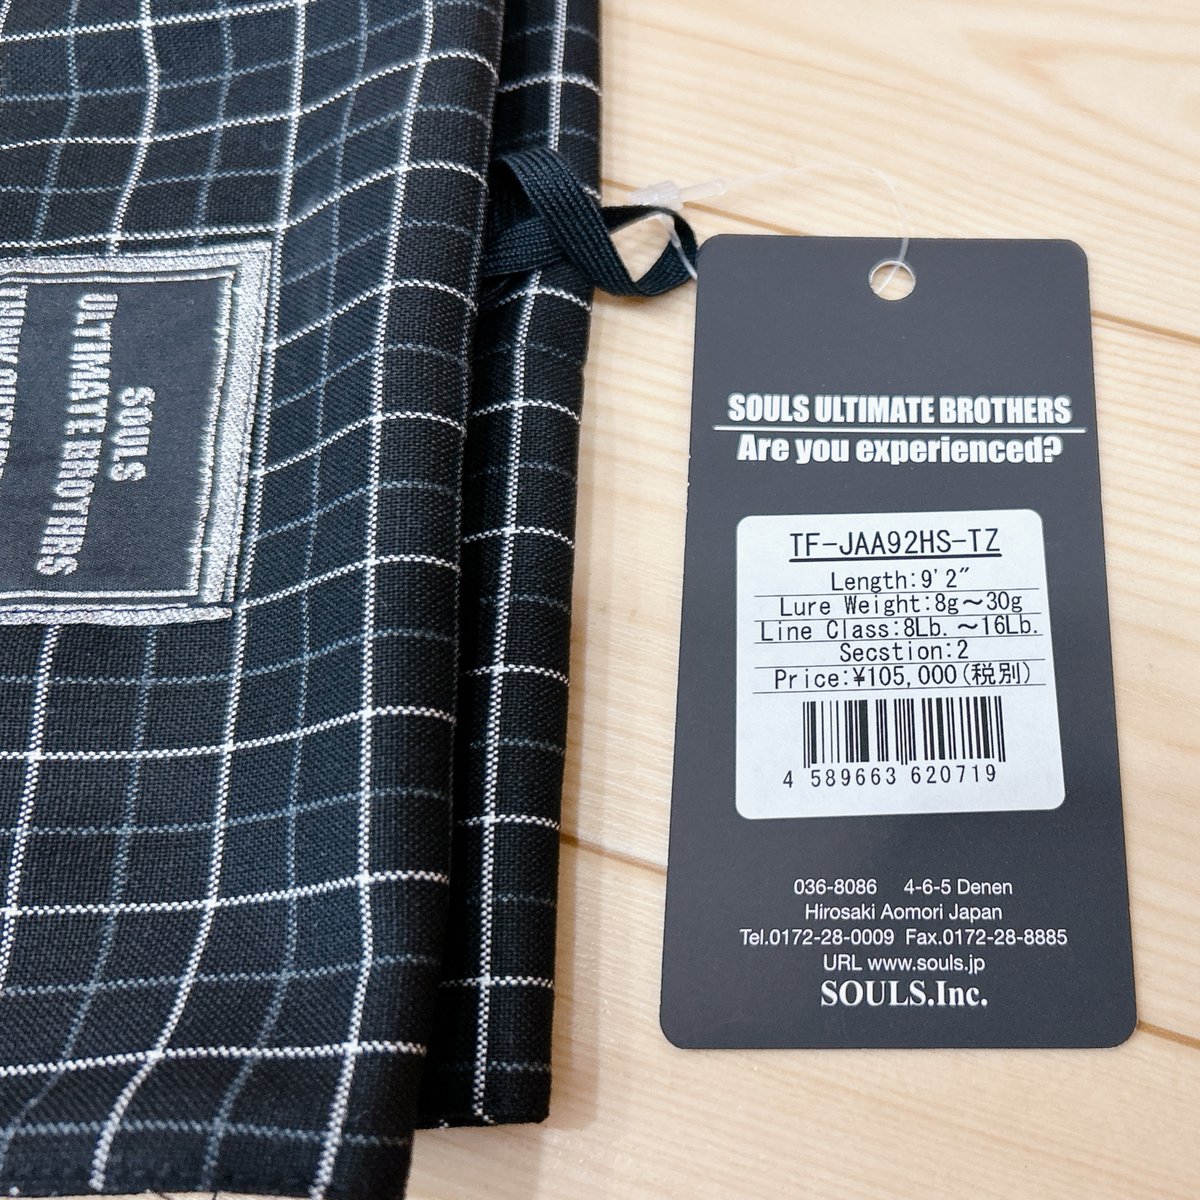 SOULS
ULTIMATE BROTHRS
SOULS ULTIMATE BROTHERS
Are you experienced?
TF-JAA92HS-TZ
Length:9'2"
Lure Weight:8g～30g
Line Class:8Lb.～16Lb.
Secstion:2
Price:¥105,000(税別)
4 589663 620719
036-8086 4-6-5 Denen
Hirosaki Aomori Japan
Tel.0172-28-0009 Fax.0172-28-8885
URL www.souls.jp
SOULS.Inc.